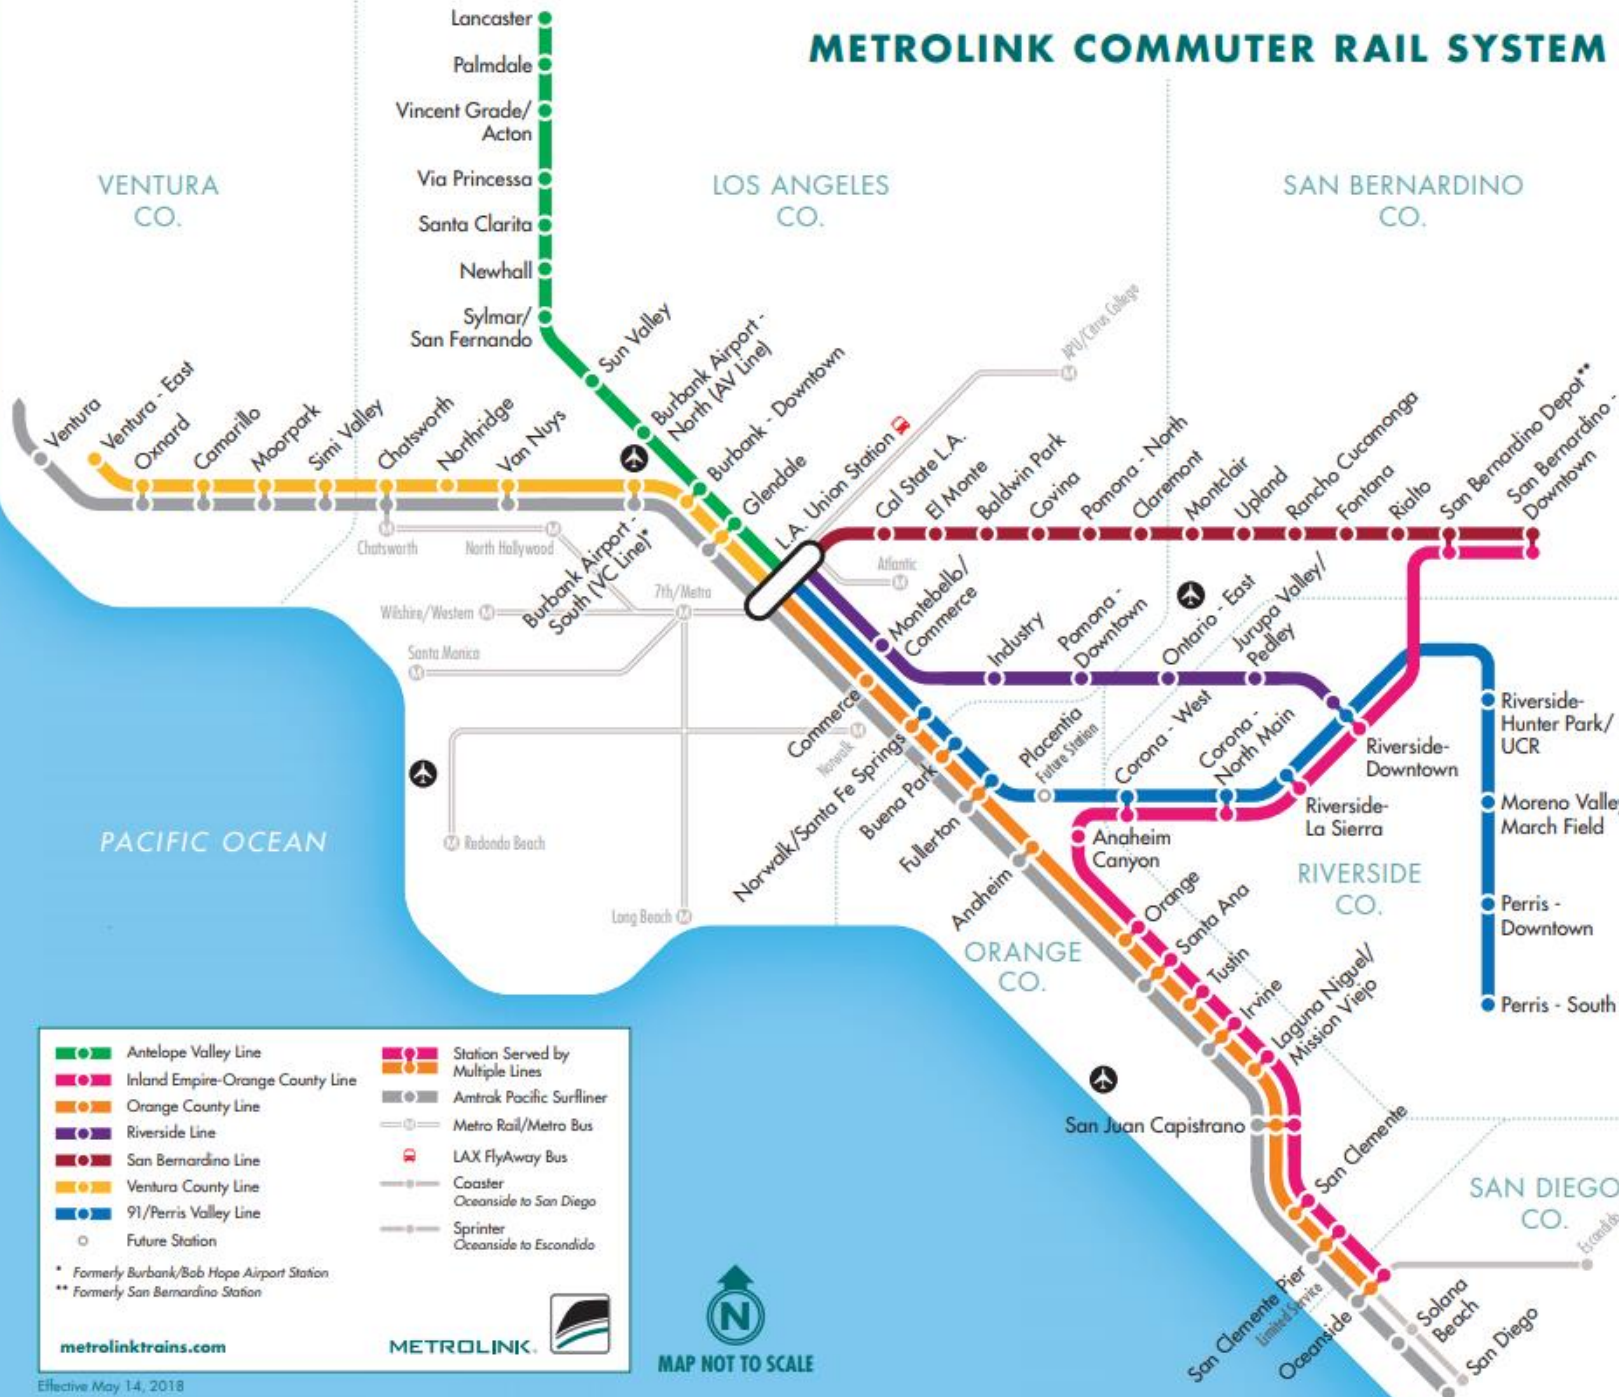 METROLINK COMMUTER RAIL SYSTEM
Lancaster
Palmdale
Vincent Grade/
Acton
Via Princessa
Santa Clarita
Newhall
Sylmar/
San Fernando
VENTURA
CO.
LOS ANGELES
CO.
SAN BERNARDINO
CO.
Sun Valley
Burbank Airport -
North (AV Line)
Burbank - Downtown
Glendale
L.A. Union Station
APU/Citrus College
Ventura
Ventura - East
Oxnard
Camarillo
Moorpark
Simi Valley
Chatsworth
Northridge
Van Nuys
Burbank Airport -
South (VC Line)*
Cal State L.A.
El Monte
Baldwin Park
Covina
Pomona - North
Claremont
Montclair
Upland
Rancho Cucamonga
Fontana
Rialto
San Bernardino Depot**
San Bernardino -
Downtown
M
Chatsworth
M
North Hollywood
Wilshire/Western M
7th/Metro
M
Santa Monica
M
Atlantic
M
M
Norwalk
M Redondo Beach
Long Beach M
Montebello/
Commerce
Industry
Pomona -
Downtown
Ontario - East
Jurupa Valley/
Pedley
Commerce
Norwalk/Santa Fe Springs
Buena Park
Fullerton
Anaheim
Placentia
Future Station
Corona - West
Corona -
North Main
Riverside-
Downtown
Riverside-
La Sierra
Riverside-
Hunter Park/
UCR
Moreno Valley
March Field
Perris -
Downtown
Perris - South
Anaheim
Canyon
Orange
Santa Ana
Tustin
Irvine
Laguna Niguel/
Mission Viejo
San Juan Capistrano
San Clemente
San Clemente Pier
Limited Service
Oceanside
Solana
Beach
San Diego
Escondido
PACIFIC OCEAN
ORANGE
CO.
RIVERSIDE
CO.
SAN DIEGO
CO.
Antelope Valley Line
Inland Empire-Orange County Line
Orange County Line
Riverside Line
San Bernardino Line
Ventura County Line
91/Perris Valley Line
Future Station
Station Served by
Multiple Lines
Amtrak Pacific Surfliner
M
Metro Rail/Metro Bus
LAX FlyAway Bus
Coaster
Oceanside to San Diego
Sprinter
Oceanside to Escondido
* Formerly Burbank/Bob Hope Airport Station
** Formerly San Bernardino Station
metrolinktrains.com
METROLINK.
Effective May 14, 2018
N
MAP NOT TO SCALE